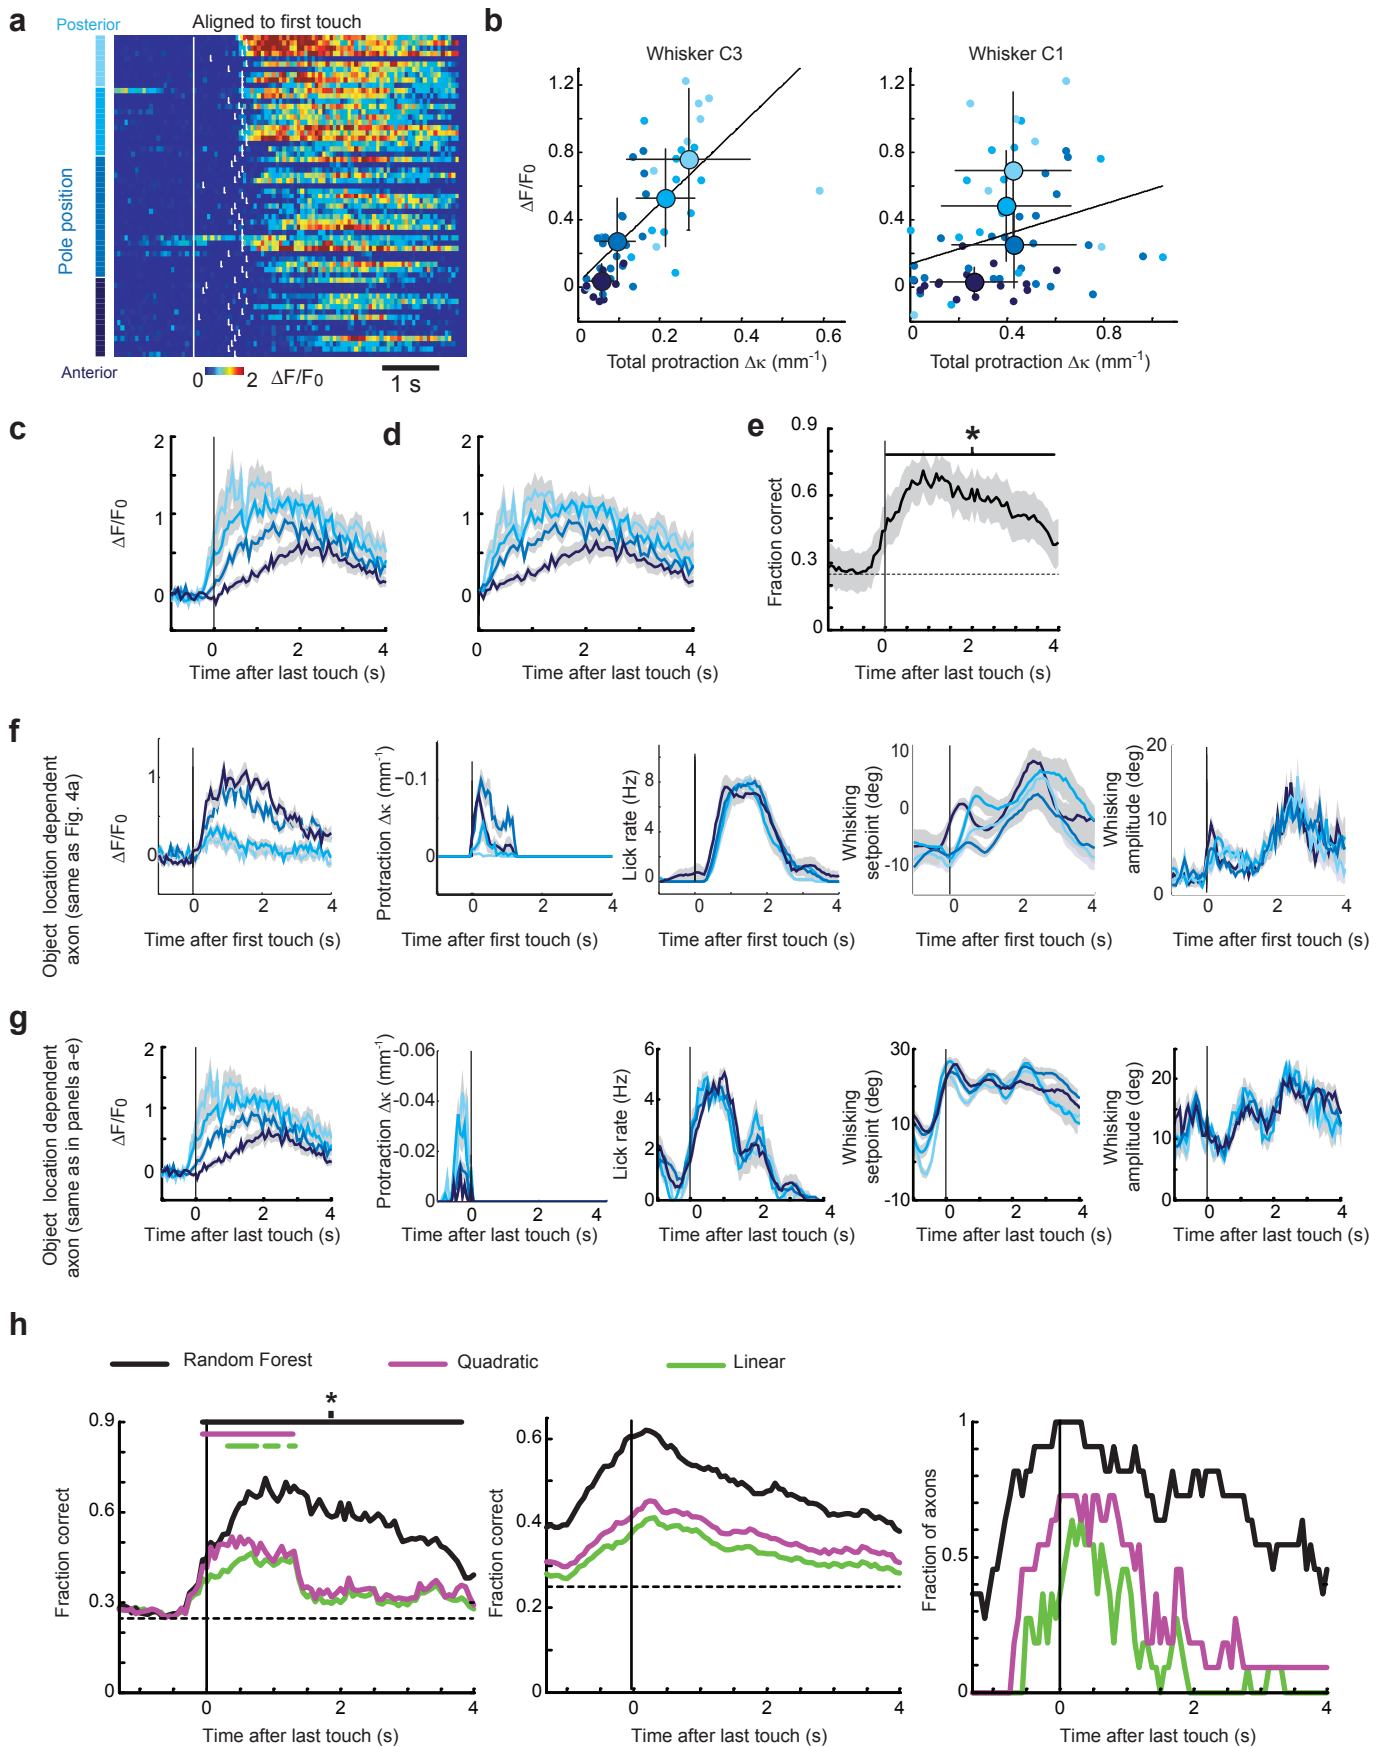 a
Posterior
Aligned to first touch
Pole position
Anterior
0
2
ΔF/F0
1 s
b
Whisker C3
Whisker C1
ΔF/F0
1.2
0.8
0.4
0
0
0.2
0.4
0.6
Total protraction Δκ (mm-1)
1.2
0.8
0.4
0
0
0.4
0.8
Total protraction Δκ (mm-1)
c
ΔF/F0
2
1
0
0
2
4
Time after last touch (s)
d
2
1
0
0
2
4
Time after last touch (s)
e
Fraction correct
0.9
0.6
0.3
0
*
0
2
4
Time after last touch (s)
f
Object location dependent
axon (same as Fig. 4a)
ΔF/F0
1
0
0
2
4
Time after first touch (s)
Protraction Δκ (mm-1)
−0.1
0
0
2
4
Time after first touch (s)
Lick rate (Hz)
8
4
0
0
2
4
Time after first touch (s)
Whisking
setpoint (deg)
10
0
-10
0
2
4
Time after first touch (s)
Whisking
amplitude (deg)
20
10
0
0
2
4
Time after first touch (s)
g
Object location dependent
axon (same as in panels a-e)
ΔF/F0
2
1
0
0
2
4
Time after last touch (s)
Protraction Δκ (mm-1)
−0.06
-0.04
-0.02
0
0
2
4
Time after last touch (s)
Lick rate (Hz)
6
4
2
0
0
2
4
Time after last touch (s)
Whisking
setpoint (deg)
30
10
-10
0
2
4
Time after last touch (s)
Whisking
amplitude (deg)
20
10
0
0
2
4
Time after last touch (s)
h
Random Forest
Quadratic
Linear
Fraction correct
0.9
0.6
0.3
0
*
0
2
4
Time after last touch (s)
Fraction correct
0.6
0.4
0.2
0
0
2
4
Time after last touch (s)
Fraction of axons
1
0.5
0
0
2
4
Time after last touch (s)